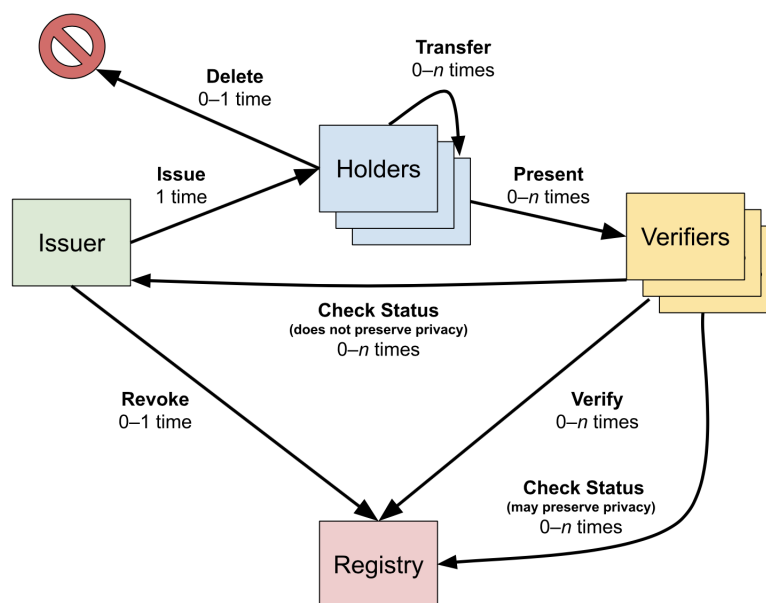 Transfer
0–n times
Delete
0–1 time
Holders
Issue
1 time
Present
0–n times
Issuer
Verifiers
Check Status
(does not preserve privacy)
0–n times
Revoke
0–1 time
Verify
0–n times
Check Status
(may preserve privacy)
0–n times
Registry